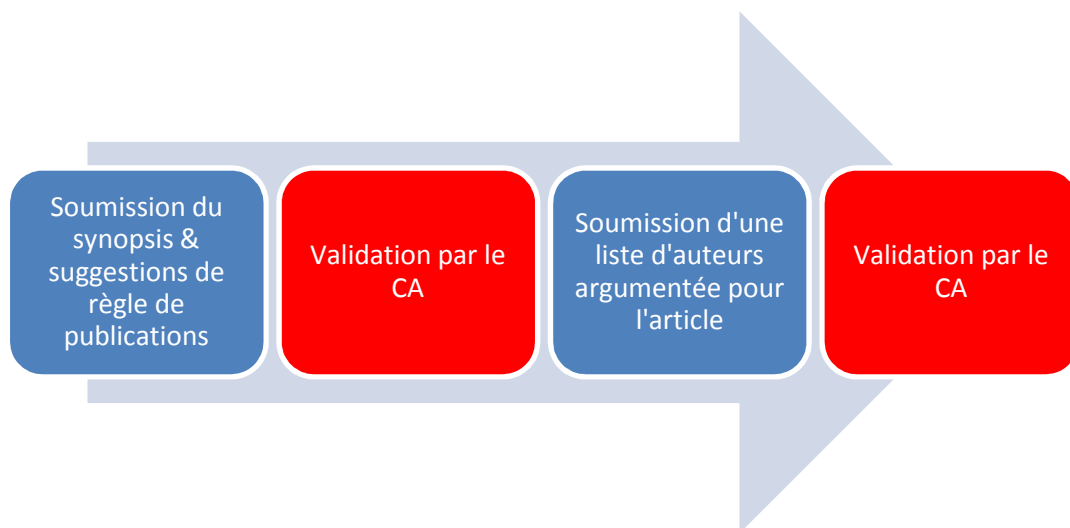 Soumission du
synopsis &
suggestions de
règle de
publications
Validation par le
CA
Soumission d'une
liste d'auteurs
argumentée pour
l'article
Validation par le
CA